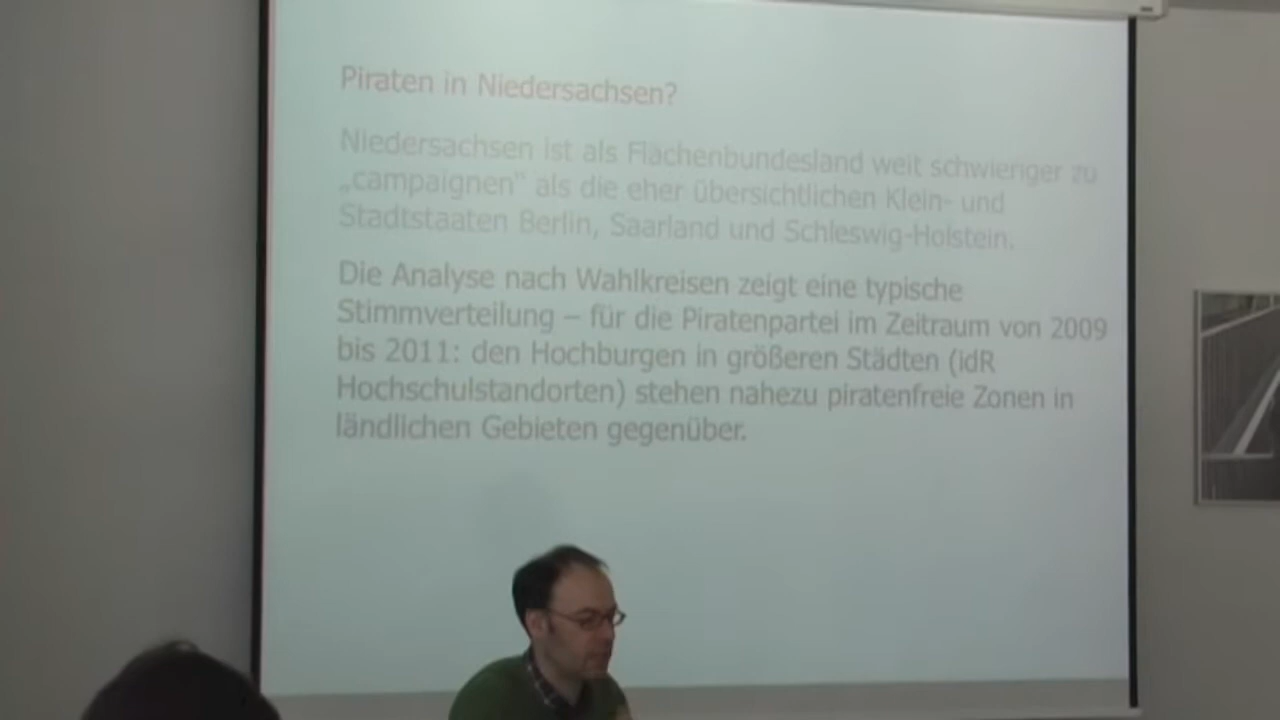 Piraten in Niedersachsen?
Niedersachsen ist als Flächenbundesland weit schwieriger zu
„campaignen“ als die eher übersichtlichen Klein- und
Stadtstaaten Berlin, Saarland und Schleswig-Holstein.
Die Analyse nach Wahlkreisen zeigt eine typische
Stimmverteilung – für die Piratenpartei im Zeitraum von 2009
bis 2011: den Hochburgen in größeren Städten (idR
Hochschulstandorten) stehen nahezu piratenfreie Zonen in
ländlichen Gebieten gegenüber.